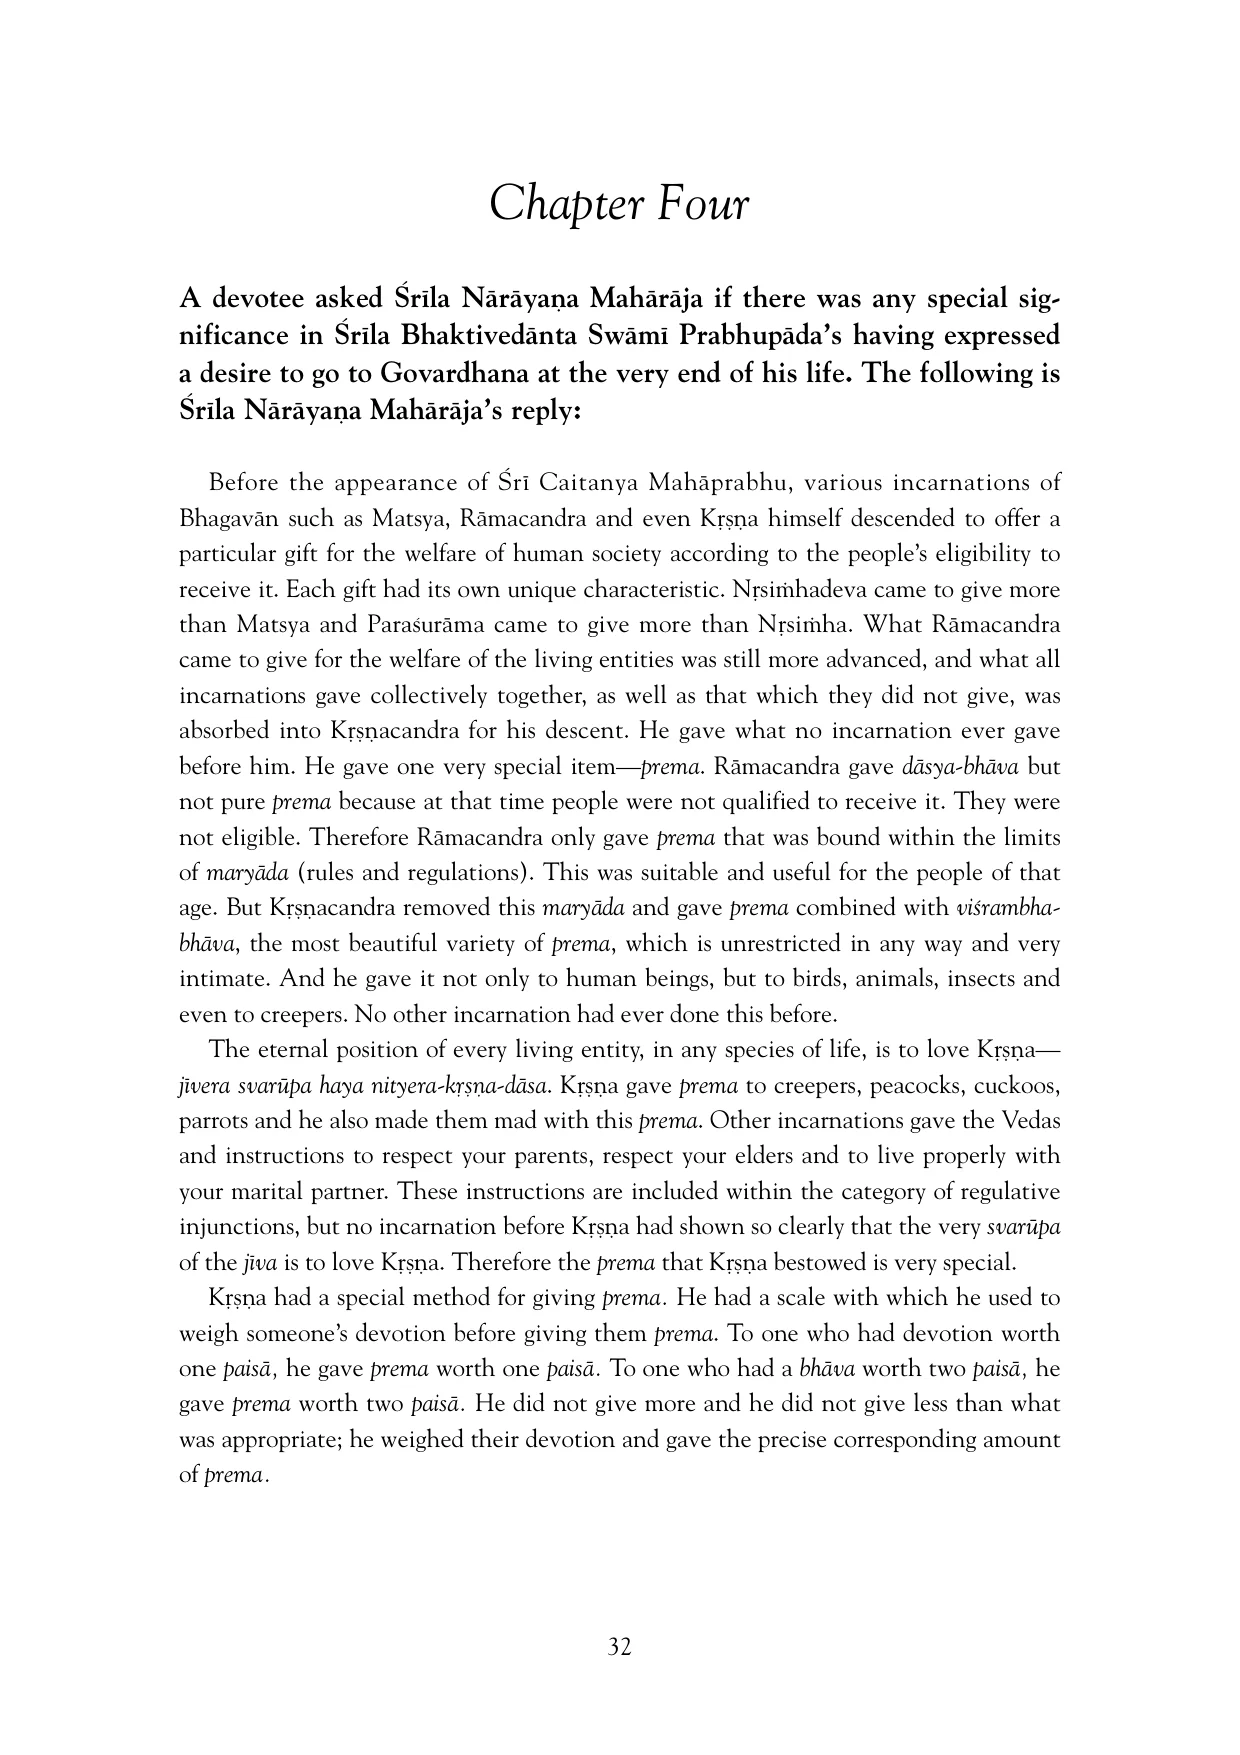 Chapter Four
A devotee asked Śrīla Nārāyaṇa Mahārāja if there was any special sig-
nificance in Śrīla Bhaktivedānta Swāmī Prabhupāda’s having expressed
a desire to go to Govardhana at the very end of his life. The following is
Śrīla Nārāyaṇa Mahārāja’s reply:
Before the appearance of Śrī Caitanya Mahāprabhu, various incarnations of
Bhagavān such as Matsya, Rāmacandra and even Kṛṣṇa himself descended to offer a
particular gift for the welfare of human society according to the people’s eligibility to
receive it. Each gift had its own unique characteristic. Nṛsiṁhadeva came to give more
than Matsya and Paraśurāma came to give more than Nṛsiṁha. What Rāmacandra
came to give for the welfare of the living entities was still more advanced, and what all
incarnations gave collectively together, as well as that which they did not give, was
absorbed into Kṛṣṇacandra for his descent. He gave what no incarnation ever gave
before him. He gave one very special item—prema. Rāmacandra gave dāsya-bhāva but
not pure prema because at that time people were not qualified to receive it. They were
not eligible. Therefore Rāmacandra only gave prema that was bound within the limits
of maryāda (rules and regulations). This was suitable and useful for the people of that
age. But Kṛṣṇacandra removed this maryāda and gave prema combined with viśrambha-
bhāva, the most beautiful variety of prema, which is unrestricted in any way and very
intimate. And he gave it not only to human beings, but to birds, animals, insects and
even to creepers. No other incarnation had ever done this before.
The eternal position of every living entity, in any species of life, is to love Kṛṣṇa—
jīvera svarūpa haya nityera-kṛṣṇa-dāsa. Kṛṣṇa gave prema to creepers, peacocks, cuckoos,
parrots and he also made them mad with this prema. Other incarnations gave the Vedas
and instructions to respect your parents, respect your elders and to live properly with
your marital partner. These instructions are included within the category of regulative
injunctions, but no incarnation before Kṛṣṇa had shown so clearly that the very svarūpa
of the jīva is to love Kṛṣṇa. Therefore the prema that Kṛṣṇa bestowed is very special.
Kṛṣṇa had a special method for giving prema. He had a scale with which he used to
weigh someone’s devotion before giving them prema. To one who had devotion worth
one paisā, he gave prema worth one paisā. To one who had a bhāva worth two paisā, he
gave prema worth two paisā. He did not give more and he did not give less than what
was appropriate; he weighed their devotion and gave the precise corresponding amount
of prema.
32